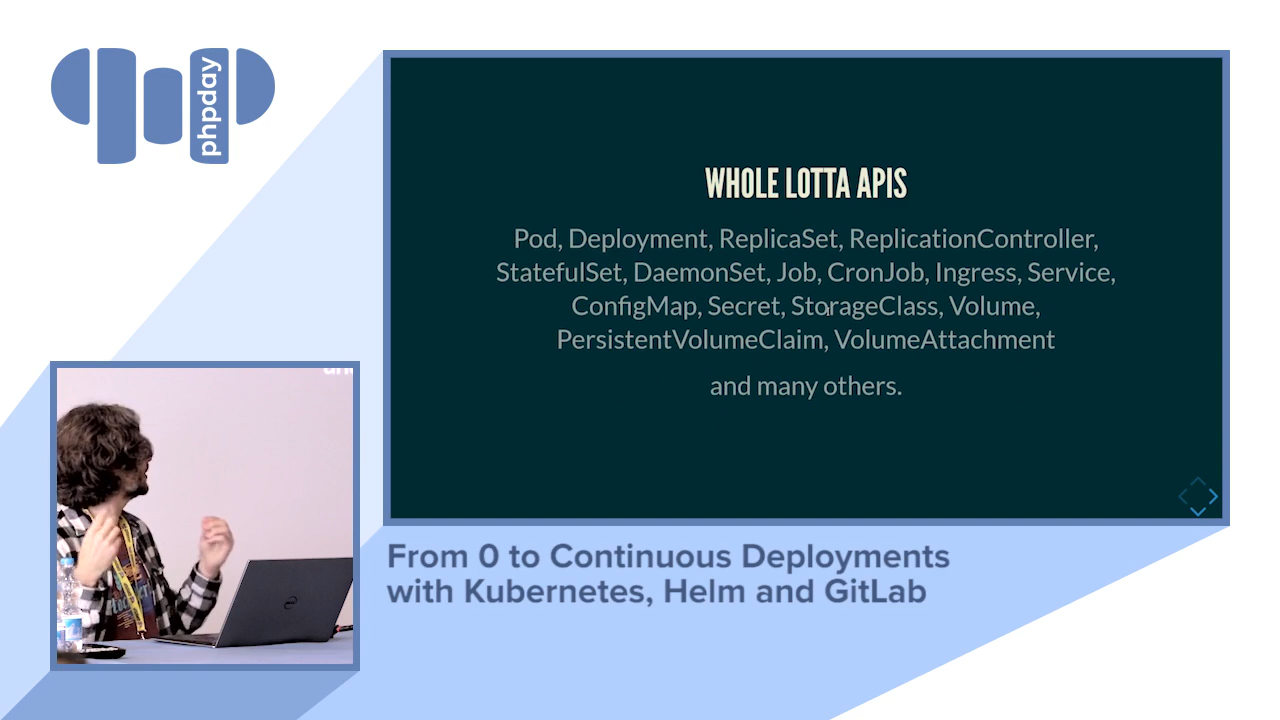 phpday
WHOLE LOTTA APIS
Pod, Deployment, ReplicaSet, ReplicationController,
StatefulSet, DaemonSet, Job, CronJob, Ingress, Service,
ConfigMap, Secret, StorageClass, Volume,
PersistentVolumeClaim, VolumeAttachment
and many others.
From 0 to Continuous Deployments
with Kubernetes, Helm and GitLab
DELL